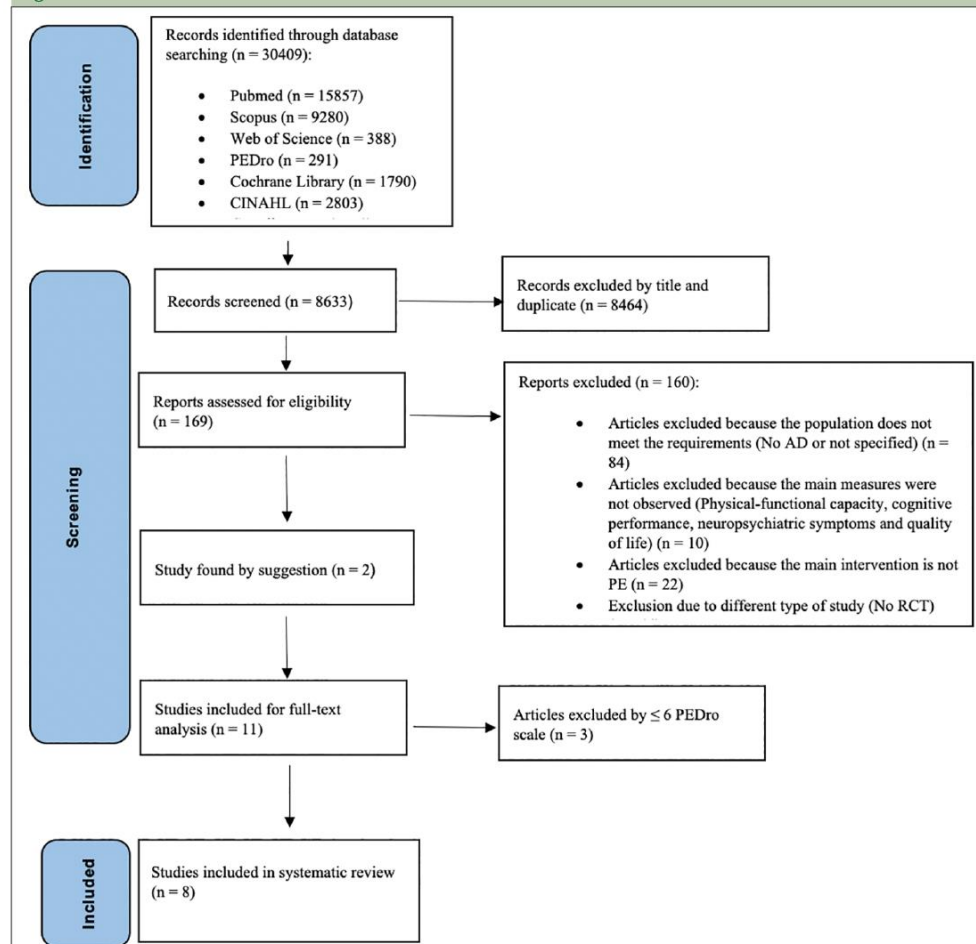 Identification
Records identified through database
searching (n = 30409):
• Pubmed (n = 15857)
• Scopus (n = 9280)
• Web of Science (n = 388)
• PEDro (n = 291)
• Cochrane Library (n = 1790)
• CINAHL (n = 2803)
Screening
Records screened (n = 8633)
Records excluded by title and
duplicate (n = 8464)
Reports assessed for eligibility
(n = 169)
Reports excluded (n = 160):
• Articles excluded because the population does not
meet the requirements (No AD or not specified) (n =
84)
• Articles excluded because the main measures were
not observed (Physical-functional capacity, cognitive
performance, neuropsychiatric symptoms and quality
of life) (n = 10)
• Articles excluded because the main intervention is not
PE (n = 22)
• Exclusion due to different type of study (No RCT)
Study found by suggestion (n = 2)
Studies included for full-text
analysis (n = 11)
Articles excluded by ≤ 6 PEDro
scale (n = 3)
Included
Studies included in systematic review
(n = 8)